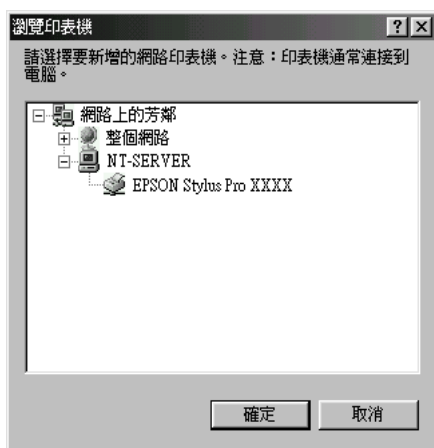 瀏覽印表機
請選擇要新增的網路印表機。注意：印表機通常連接到
電腦。
網路上的芳鄰
整個網路
NT-SERVER
EPSON Stylus Pro XXXX
確定
取消